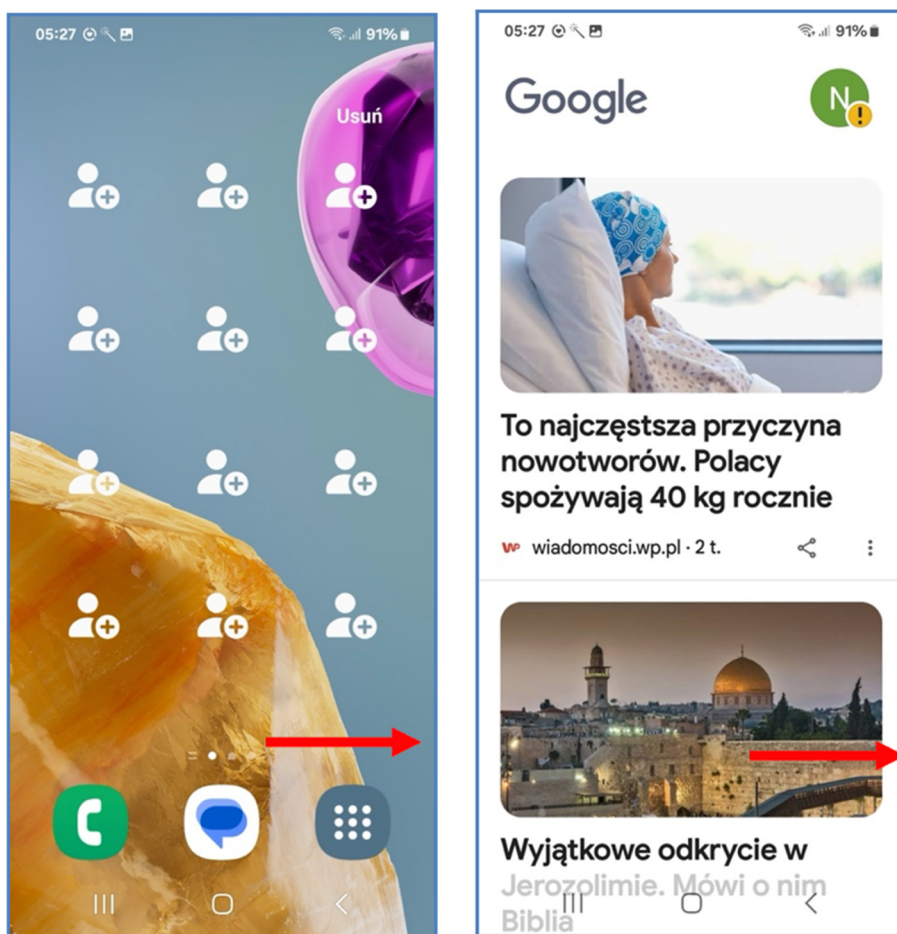 05:27
91%
Usuń
05:27
91%
Google
N
!
To najczęstsza przyczyna
nowotworów. Polacy
spożywają 40 kg rocznie
WP wiadomosci.wp.pl · 2 t.
Wyjątkowe odkrycie w
Jerozolimie. Mówi o nim
Biblia